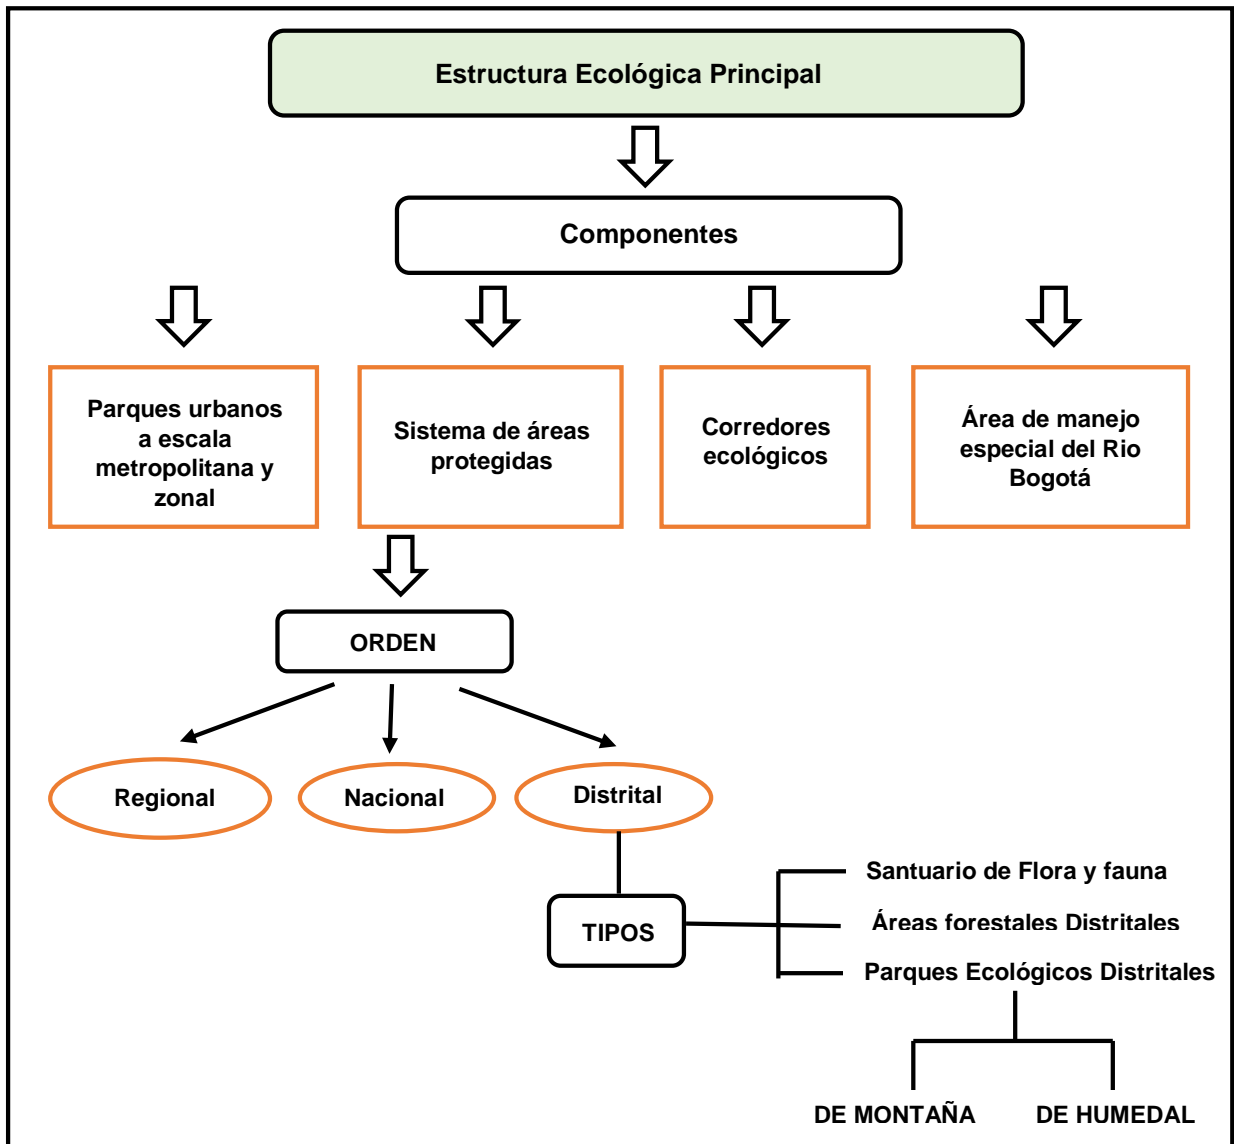 Estructura Ecológica Principal
Componentes
Parques urbanos
a escala
metropolitana y
zonal
Sistema de áreas
protegidas
Corredores
ecológicos
Área de manejo
especial del Rio
Bogotá
ORDEN
Regional
Nacional
Distrital
TIPOS
Santuario de Flora y fauna
Áreas forestales Distritales
Parques Ecológicos Distritales
DE MONTAÑA
DE HUMEDAL